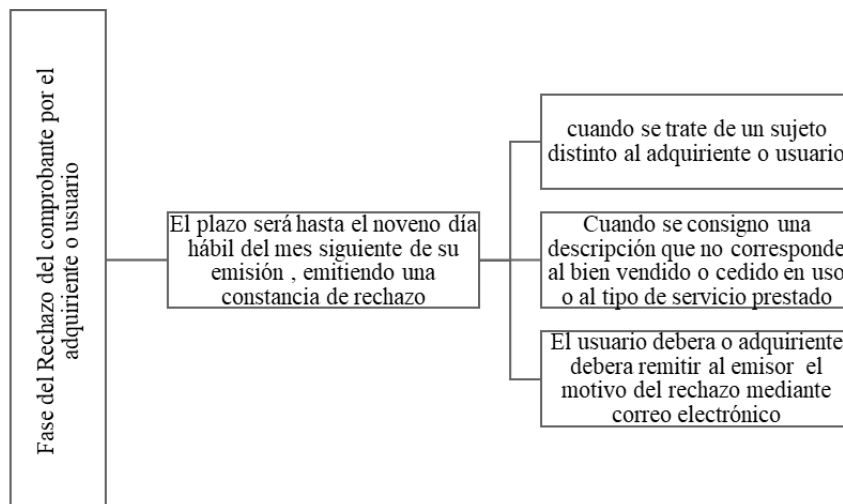 Fase del Rechazo del comprobante por el
adquiriente o usuario
El plazo será hasta el noveno día
hábil del mes siguiente de su
emisión , emitiendo una
constancia de rechazo
cuando se trate de un sujeto
distinto al adquiriente o usuario
Cuando se consigno una
descripción que no corresponde
al bien vendido o cedido en uso
o al tipo de servicio prestado
El usuario debera o adquiriente
debera remitir al emisor el
motivo del rechazo mediante
correo electrónico